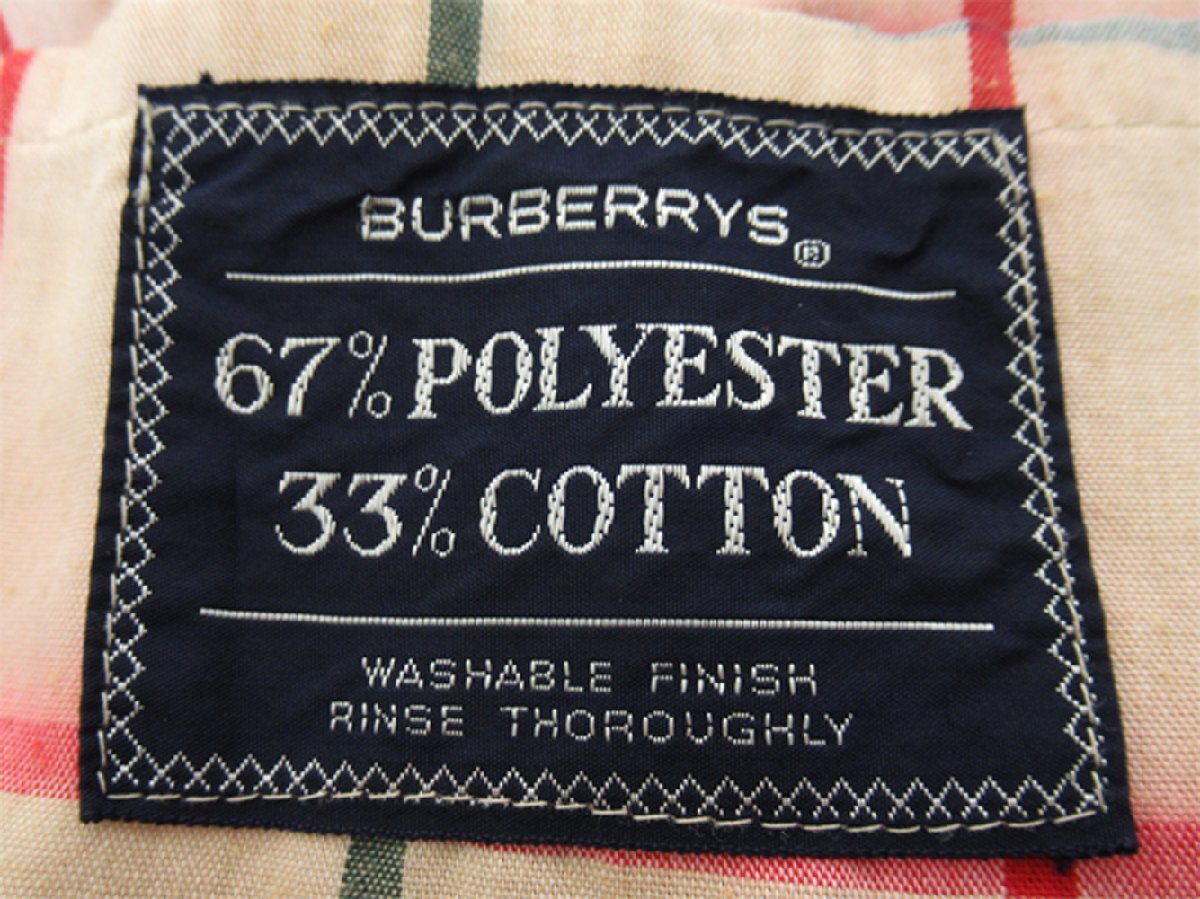 BURBERRYS®
67% POLYESTER
33% COTTON
WASHABLE FINISH
RINSE THOROUGHLY